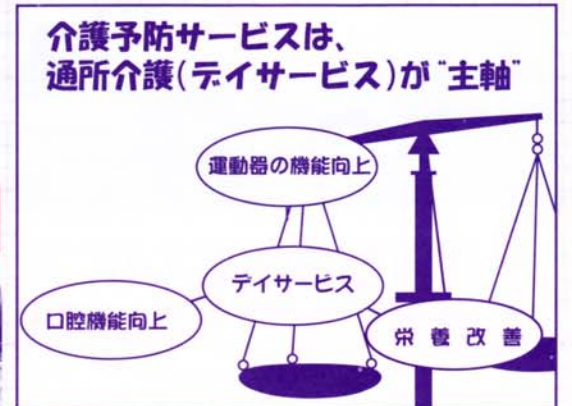 介護予防サービスは、
通所介護(デイサービス)が“主軸”
運動器の機能向上
デイサービス
口腔機能向上
栄養改善